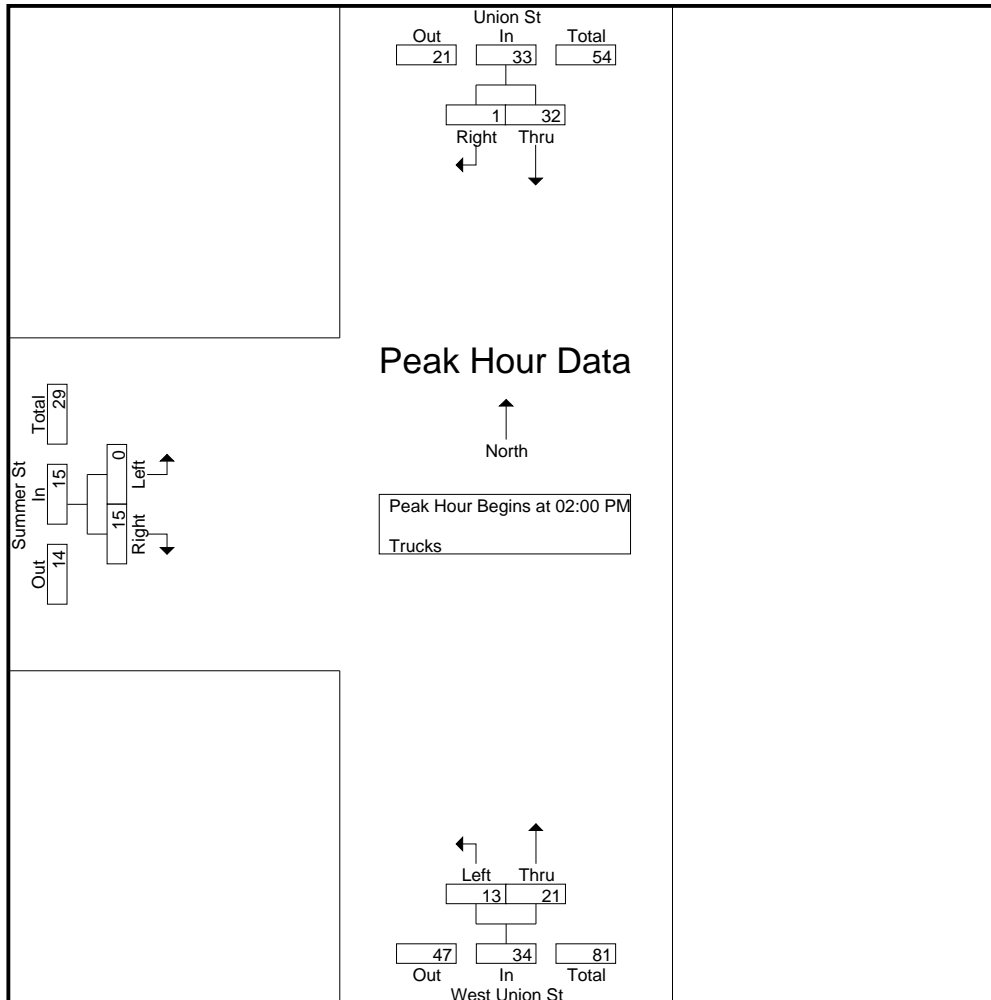 Union St
Out In Total
21 33 54
1 32
Right Thru
Peak Hour Data
North
Peak Hour Begins at 02:00 PM
Trucks
Summer St
Total In Out
29 15 14
0 15
Left Right
Left Thru
13 21
47 34 81
Out In Total
West Union St